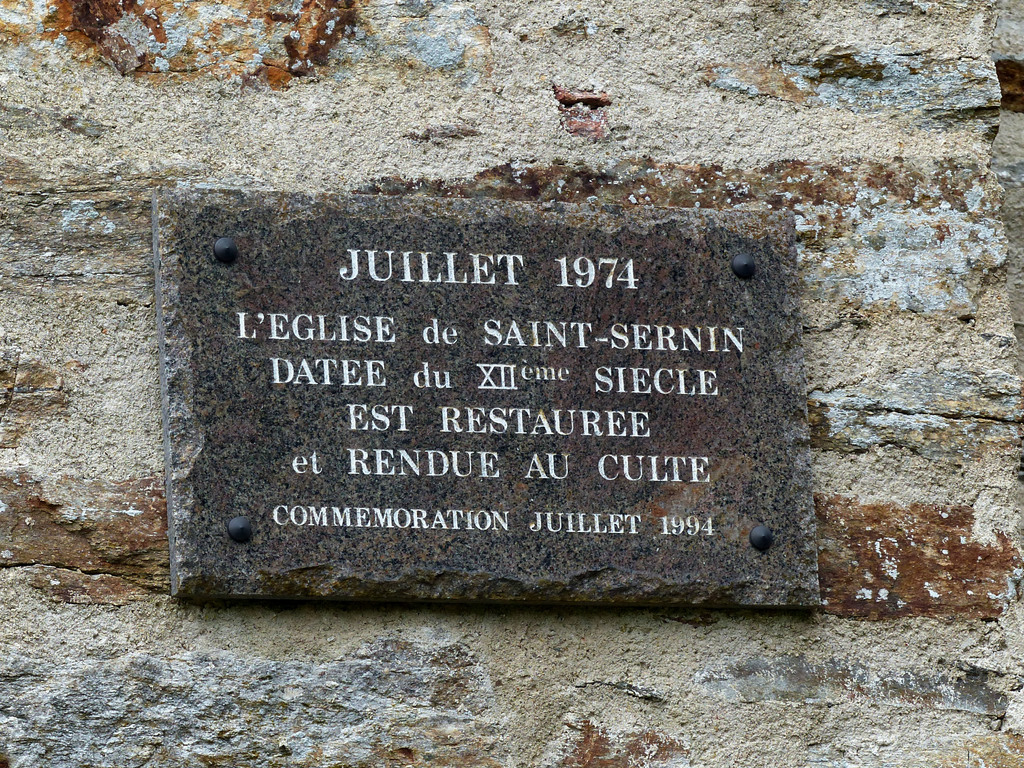 JUILLET 1974
L'EGLISE de SAINT-SERNIN
DATEE du XIIème SIECLE
EST RESTAUREE
et RENDUE AU CULTE
COMMEMORATION JUILLET 1994